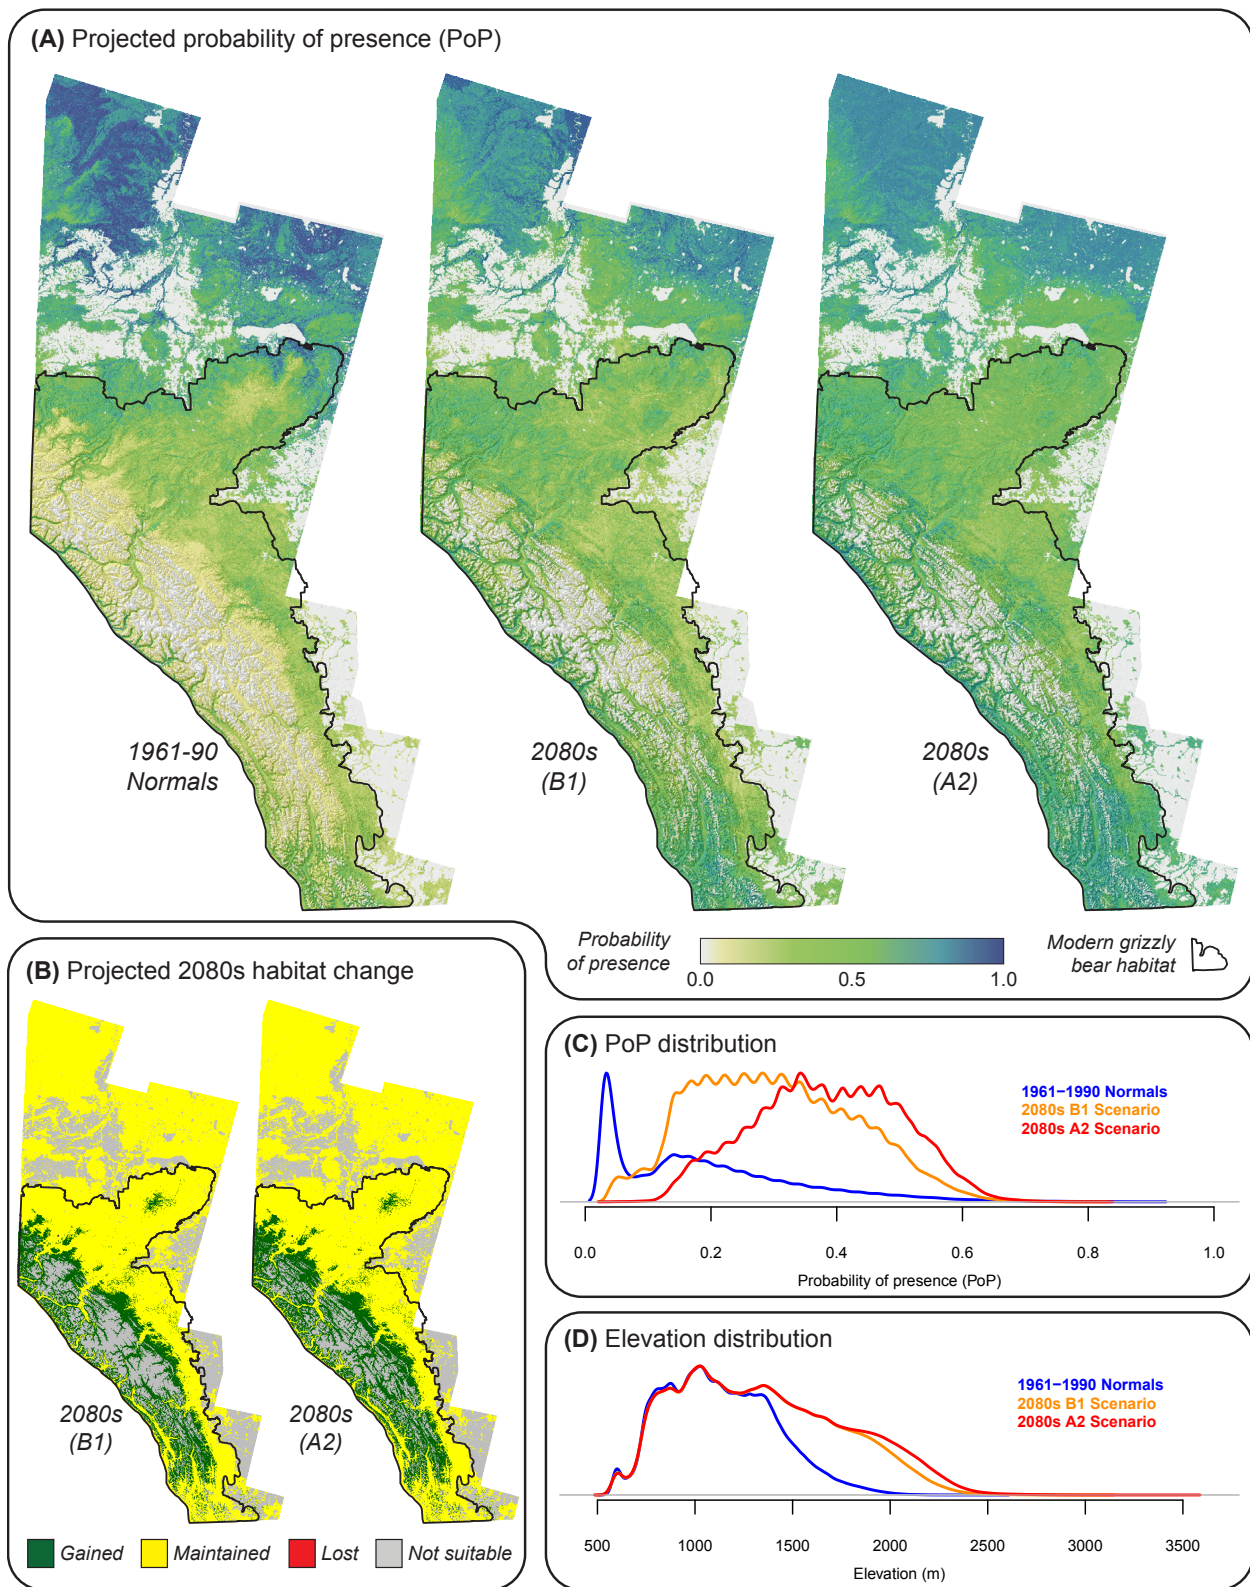 (A) Projected probability of presence (PoP)
1961-90
Normals
2080s
(B1)
2080s
(A2)
Probability
of presence
0.0
0.5
1.0
Modern grizzly
bear habitat
(B) Projected 2080s habitat change
2080s
(B1)
2080s
(A2)
Gained
Maintained
Lost
Not suitable
(C) PoP distribution
1961−1990 Normals
2080s B1 Scenario
2080s A2 Scenario
0.0
0.2
0.4
0.6
0.8
1.0
Probability of presence (PoP)
(D) Elevation distribution
1961−1990 Normals
2080s B1 Scenario
2080s A2 Scenario
500
1000
1500
2000
2500
3000
3500
Elevation (m)